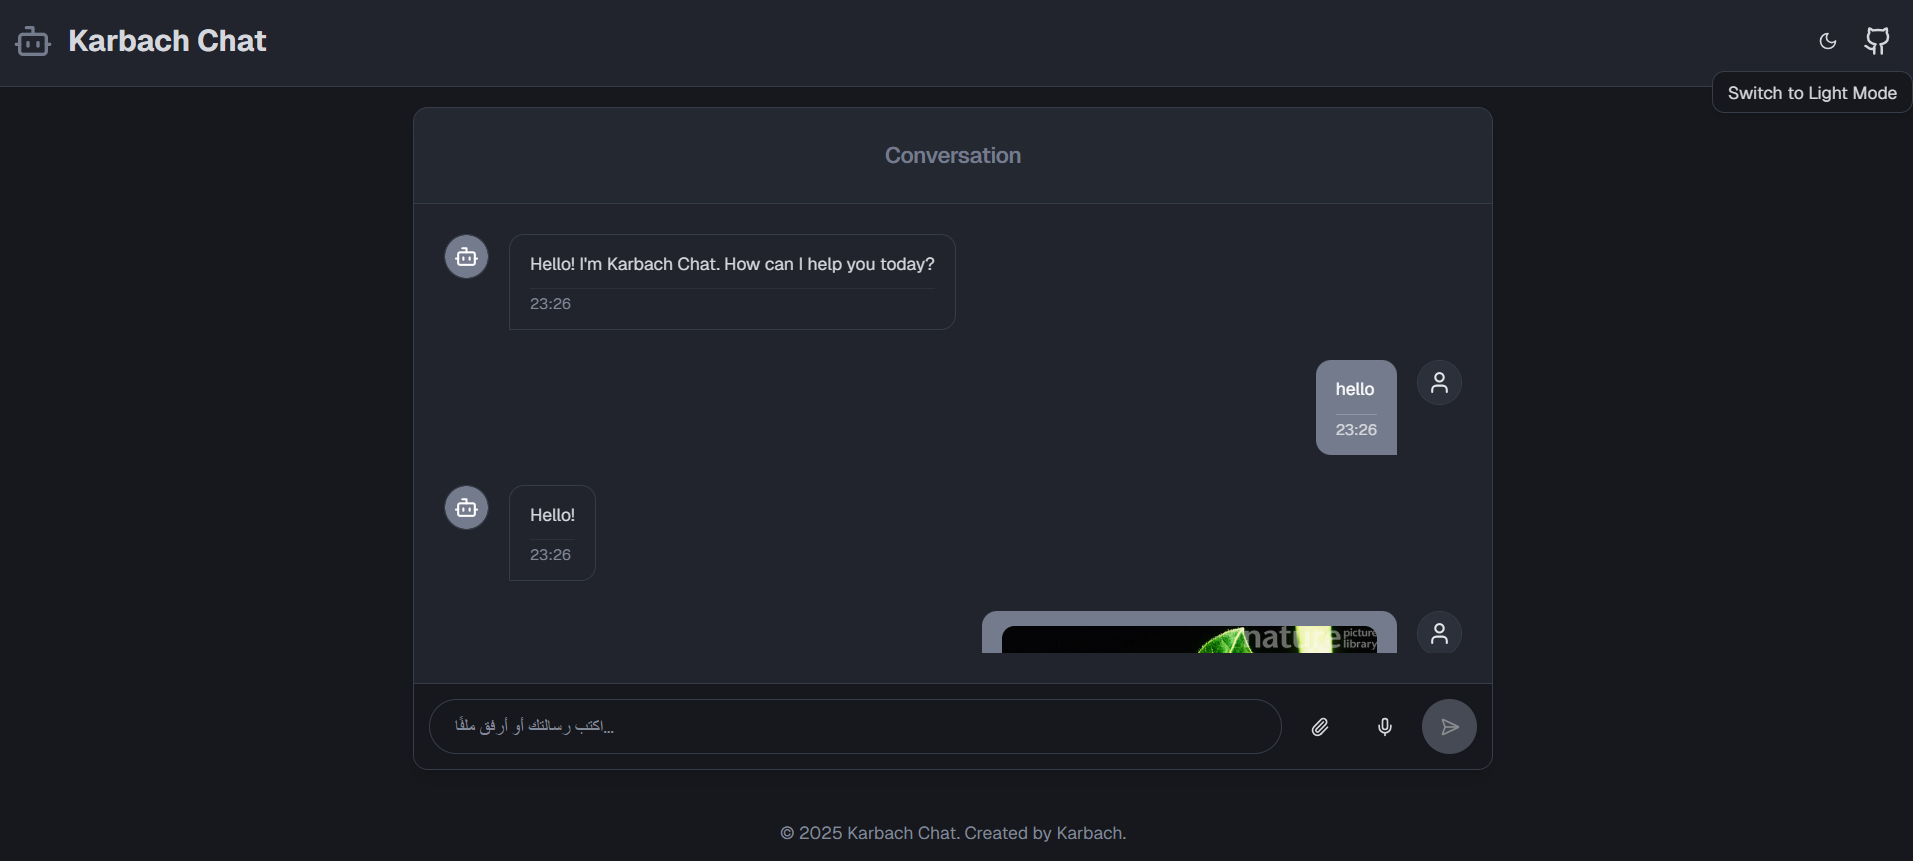 Karbach Chat
Switch to Light Mode
Conversation
Hello! I'm Karbach Chat. How can I help you today?
23:26
hello
23:26
Hello!
23:26
nature picture library
اكتب رسالتك أو أرفق ملفًا...
© 2025 Karbach Chat. Created by Karbach.